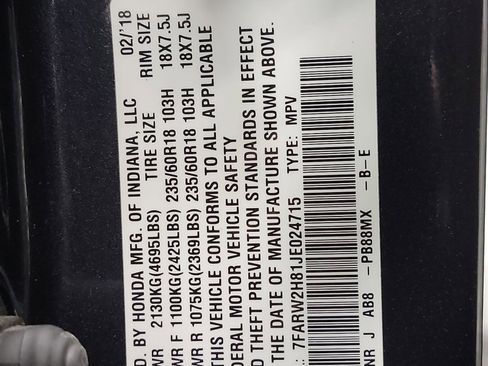 D. BY HONDA MFG. OF INDIANA, LLC 02/'18
WR 2130KG(4695LBS) TIRE SIZE RIM SIZE
WR F 1100KG(2425LBS) 235/60R18 103H 18X7.5J
WR R 1075KG(2369LBS) 235/60R18 103H 18X7.5J
THIS VEHICLE CONFORMS TO ALL APPLICABLE
DERAL MOTOR VEHICLE SAFETY
D THEFT PREVENTION STANDARDS IN EFFECT
THE DATE OF MANUFACTURE SHOWN ABOVE.
.: 7FARW2H81JE024715 TYPE: MPV
NR J AB8 -PB88MX -B-E